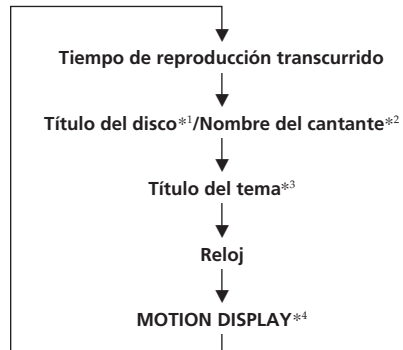 Tiempo de reproducción transcurrido
Título del disco*1/Nombre del cantante*2
Título del tema*3
Reloj
MOTION DISPLAY*4